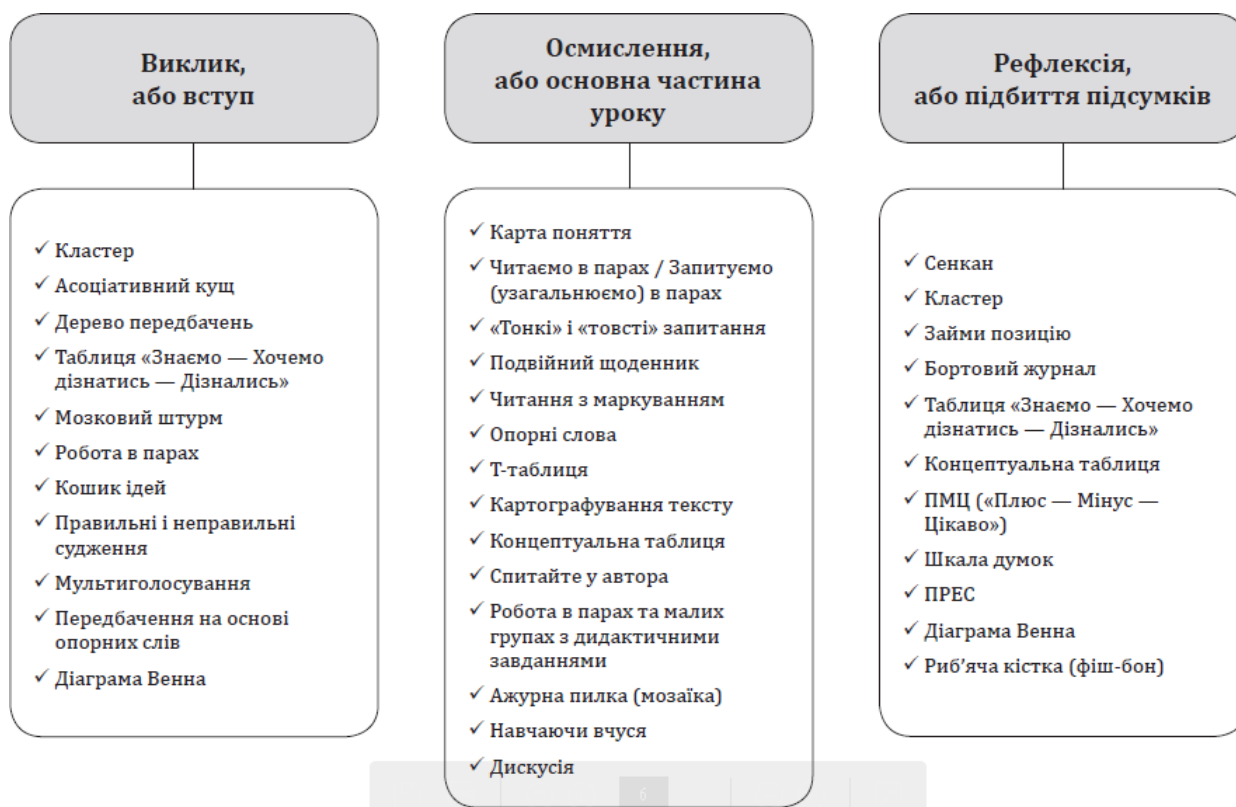 Виклик,
або вступ
✓ Кластер
✓ Асоціативний кущ
✓ Дерево передбачень
✓ Таблиця «Знаємо — Хочемо
дізнатись — Дізнались»
✓ Мозковий штурм
✓ Робота в парах
✓ Кошик ідей
✓ Правильні і неправильні
судження
✓ Мультиголосування
✓ Передбачення на основі
опорних слів
✓ Діаграма Венна
Осмислення,
або основна частина
уроку
✓ Карта поняття
✓ Читаємо в парах / Запитуємо
(узагальнюємо) в парах
✓ «Тонкі» і «товсті» запитання
✓ Подвійний щоденник
✓ Читання з маркуванням
✓ Опорні слова
✓ Т-таблиця
✓ Картографування тексту
✓ Концептуальна таблиця
✓ Спитайте у автора
✓ Робота в парах та малих
групах з дидактичними
завданнями
✓ Ажурна пилка (мозаїка)
✓ Навчаючи вчуся
✓ Дискусія
Рефлексія,
або підбиття підсумків
✓ Сенкан
✓ Кластер
✓ Займи позицію
✓ Бортовий журнал
✓ Таблиця «Знаємо — Хочемо
дізнатись — Дізнались»
✓ Концептуальна таблиця
✓ ПМЦ («Плюс — Мінус —
Цікаво»)
✓ Шкала думок
✓ ПРЕС
✓ Діаграма Венна
✓ Риб’яча кістка (фіш-бон)
6